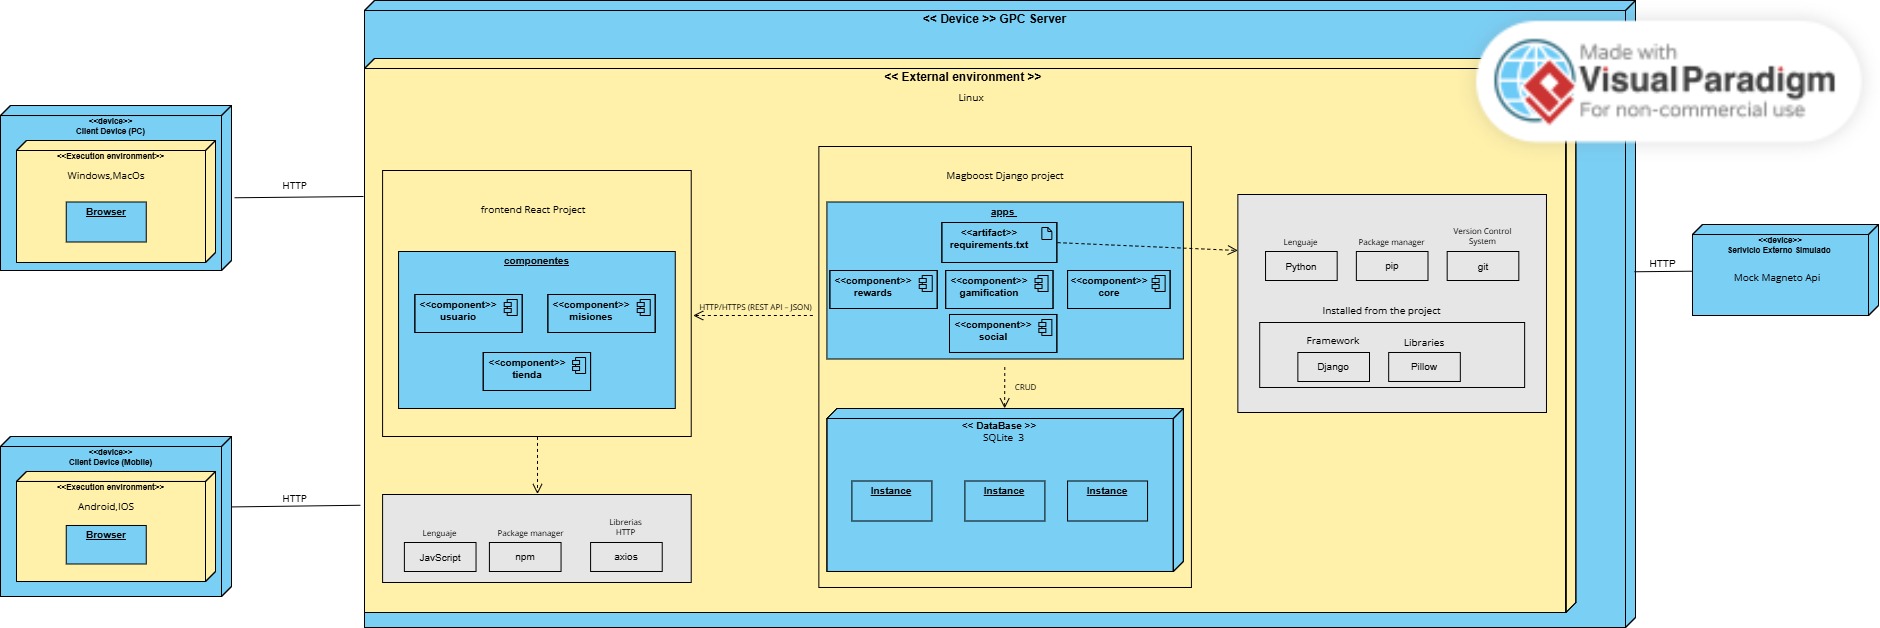 << Device >> GPC Server
Made with
Visual Paradigm
For non-commercial use
<< External environment >>
Linux
<<device>>
Client Device (PC)
<<Execution environment>>
Windows,MacOs
Browser
HTTP
<<device>>
Client Device (Mobile)
<<Execution environment>>
Android,IOS
Browser
HTTP
frontend React Project
componentes
<<component>>
usuario
<<component>>
misiones
<<component>>
tienda
Lenguaje
JavScript
Package manager
npm
Librerias
HTTP
axios
HTTP/HTTPS (REST API – JSON)
Magboost Django project
apps
<<artifact>>
requirements.txt
<<component>>
rewards
<<component>>
gamification
<<component>>
core
<<component>>
social
CRUD
<< DataBase >>
SQLite 3
Instance
Instance
Instance
Lenguaje
Python
Package manager
pip
Version Control
System
git
Installed from the project
Framework
Django
Libraries
Pillow
HTTP
<<device>>
Serivicio Externo Simulado
Mock Magneto Api